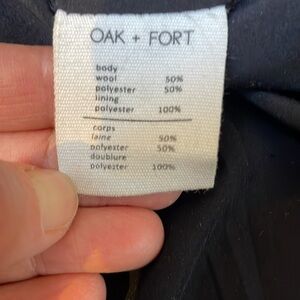 OAK + FORT
body
wool 50%
polyester 50%
lining
polyester 100%
corps
laine 50%
polyester 50%
doublure
polyester 100%